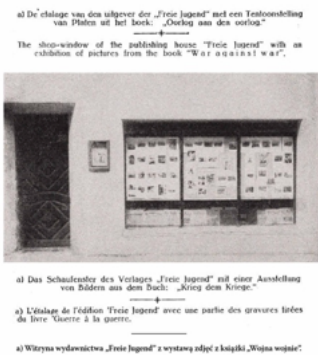 a) De etalage van den uitgever der „Freie Jugend" met een Tentoonstelling
van Platen uit het boek: „Oorlog aan den oorlog."
The shop-window of the publishing house "Freie Jugend" with an
exhibition of pictures from the book "War against war".
a) Das Schaufenster des Verlages „Freie Jugend" mit einer Ausstellung
von Bildern aus dem Buch: „Krieg dem Kriege."
a) L'étalage de l'édition 'Freie Jugend' avec une partie des gravures tirées
du livre 'Guerre à la guerre.
a) Witryna wydawnictwa „Freie Jugend" z wystawą zdjęć z książki „Wojna wojnie".